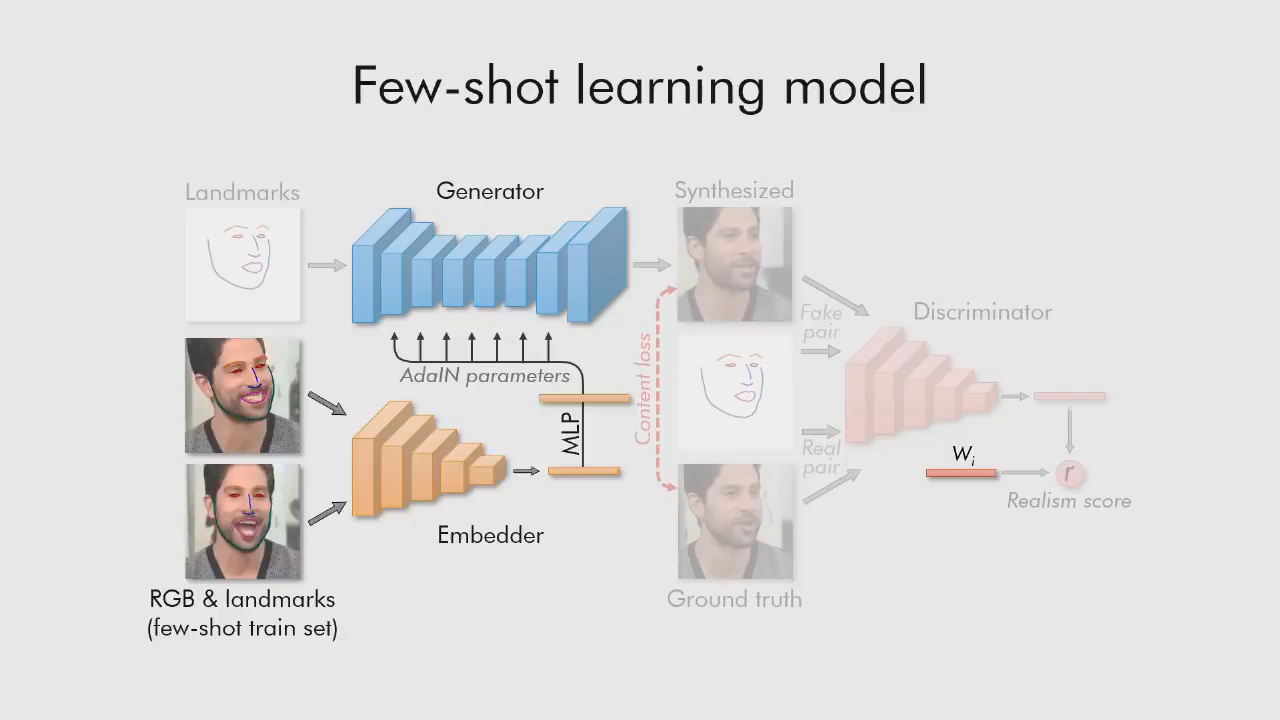 Few-shot learning model
Landmarks
Generator
Synthesized
Fake
pair
Discriminator
Content loss
AdaIN parameters
MLP
Real
pair
Wi
r
Realism score
Embedder
RGB & landmarks
(few-shot train set)
Ground truth